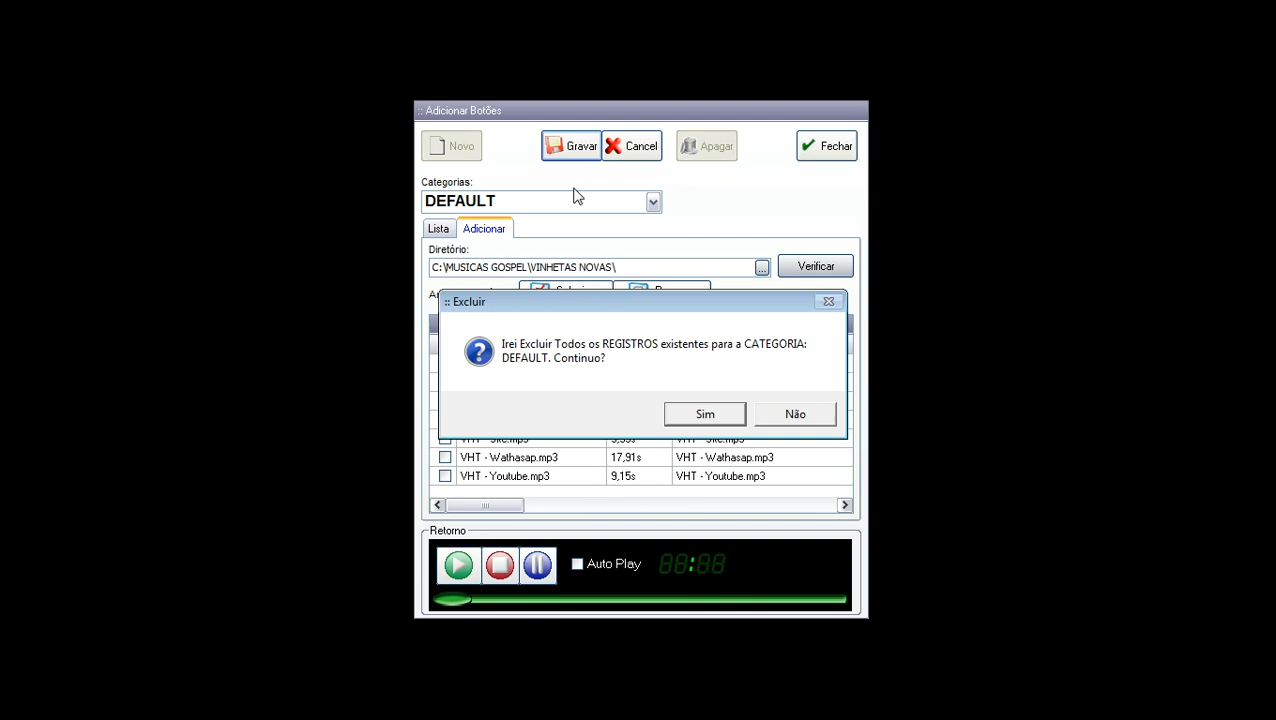 :: Adicionar Botões
Novo
Gravar
Cancel
Apagar
Fechar
Categorias:
DEFAULT
Lista
Adicionar
Diretório:
C:\MUSICAS GOSPEL\VINHETAS NOVAS\
...
Verificar
:: Excluir
Irei Excluir Todos os REGISTROS existentes para a CATEGORIA:
DEFAULT. Continuo?
Sim
Não
VHT - Wathasap.mp3 17,91s VHT - Wathasap.mp3
VHT - Youtube.mp3 9,15s VHT - Youtube.mp3
Retorno
Auto Play